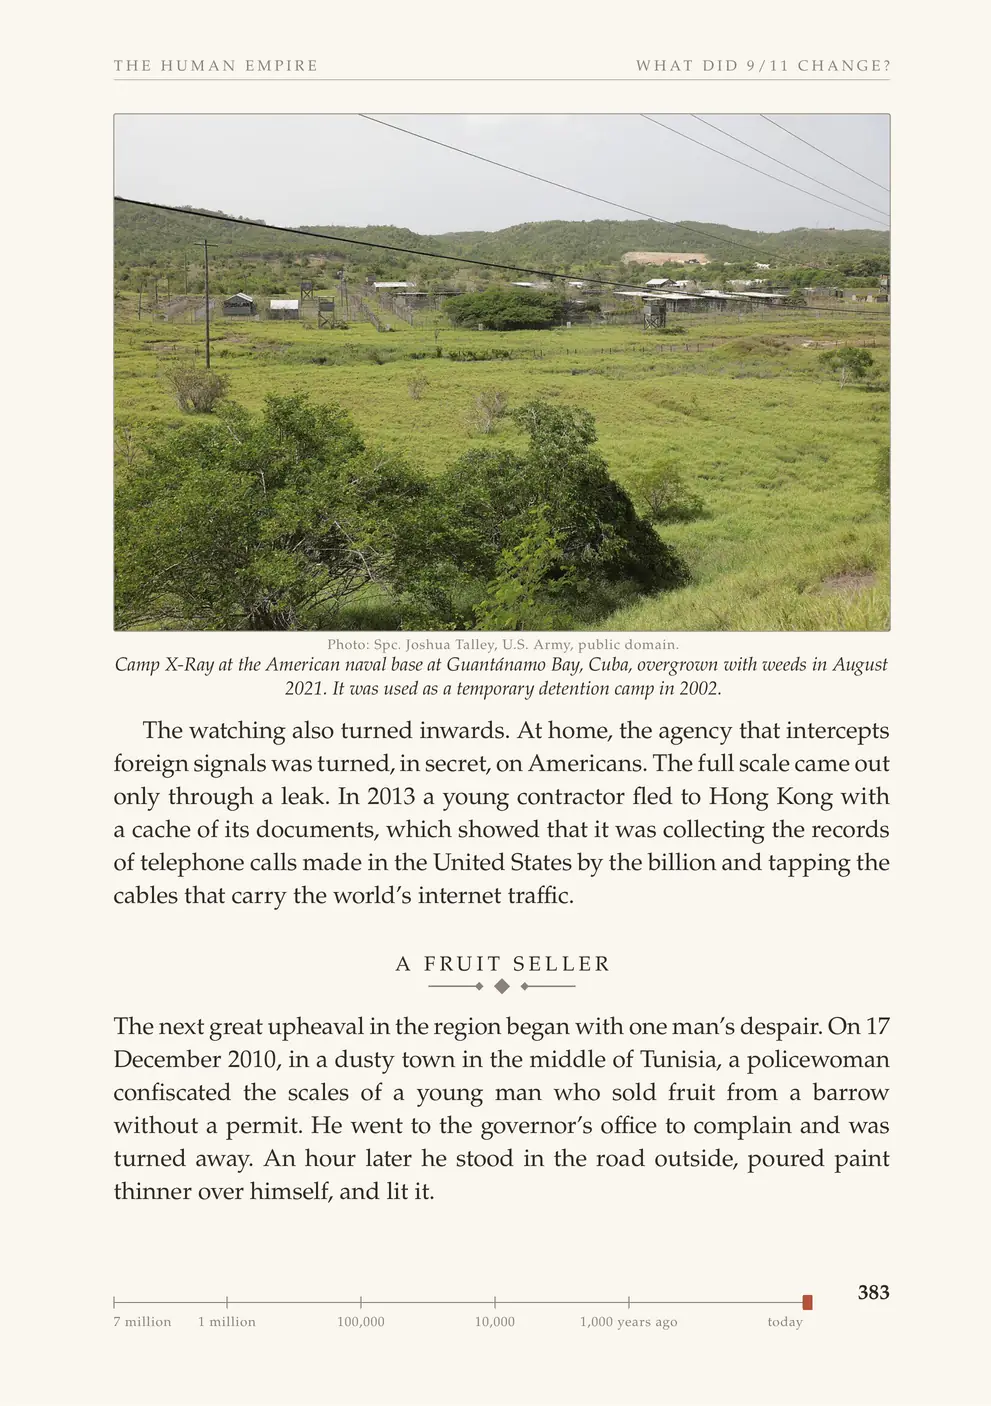 THE HUMAN EMPIRE
WHAT DID 9/11 CHANGE?
Photo: Spc. Joshua Talley, U.S. Army, public domain.
Camp X-Ray at the American naval base at Guantánamo Bay, Cuba, overgrown with weeds in August
2021. It was used as a temporary detention camp in 2002.
The watching also turned inwards. At home, the agency that intercepts
foreign signals was turned, in secret, on Americans. The full scale came out
only through a leak. In 2013 a young contractor fled to Hong Kong with
a cache of its documents, which showed that it was collecting the records
of telephone calls made in the United States by the billion and tapping the
cables that carry the world’s internet traffic.
A FRUIT SELLER
The next great upheaval in the region began with one man’s despair. On 17
December 2010, in a dusty town in the middle of Tunisia, a policewoman
confiscated the scales of a young man who sold fruit from a barrow
without a permit. He went to the governor’s office to complain and was
turned away. An hour later he stood in the road outside, poured paint
thinner over himself, and lit it.
383
7 million
1 million
100,000
10,000
1,000 years ago
today